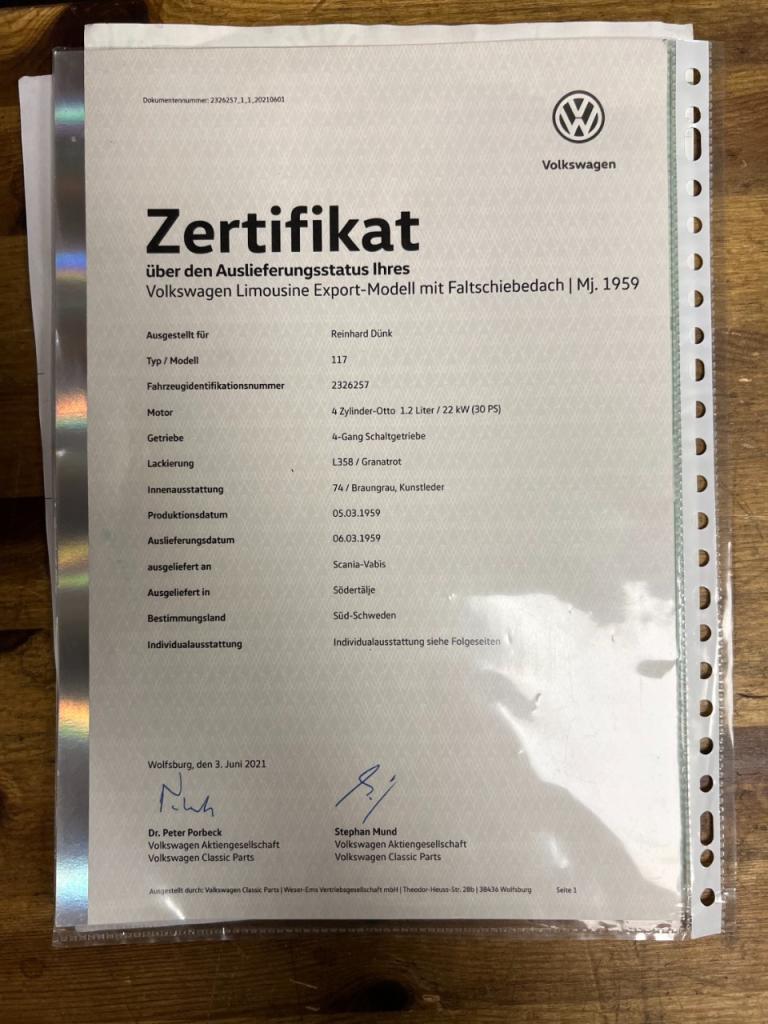 Dokumentennummer: 2326257_1_1_20210601
Volkswagen
Zertifikat
über den Auslieferungsstatus Ihres
Volkswagen Limousine Export-Modell mit Faltschiebedach | Mj. 1959
Ausgestellt für Reinhard Dünk
Typ / Modell 117
Fahrzeugidentifikationsnummer 2326257
Motor 4 Zylinder-Otto 1.2 Liter / 22 kW (30 PS)
Getriebe 4-Gang Schaltgetriebe
Lackierung L358 / Granatrot
Innenausstattung 74 / Braungrau, Kunstleder
Produktionsdatum 05.03.1959
Auslieferungsdatum 06.03.1959
ausgeliefert an Scania-Vabis
Ausgeliefert in Södertälje
Bestimmungsland Süd-Schweden
Individualausstattung Individualausstattung siehe Folgeseiten
Wolfsburg, den 3. Juni 2021
Dr. Peter Porbeck Stephan Mund
Volkswagen Aktiengesellschaft Volkswagen Aktiengesellschaft
Volkswagen Classic Parts Volkswagen Classic Parts
Ausgestellt durch: Volkswagen Classic Parts | Weser-Ems Vertriebsgesellschaft mbH | Theodor-Heuss-Str. 28b | 38436 Wolfsburg Seite 1